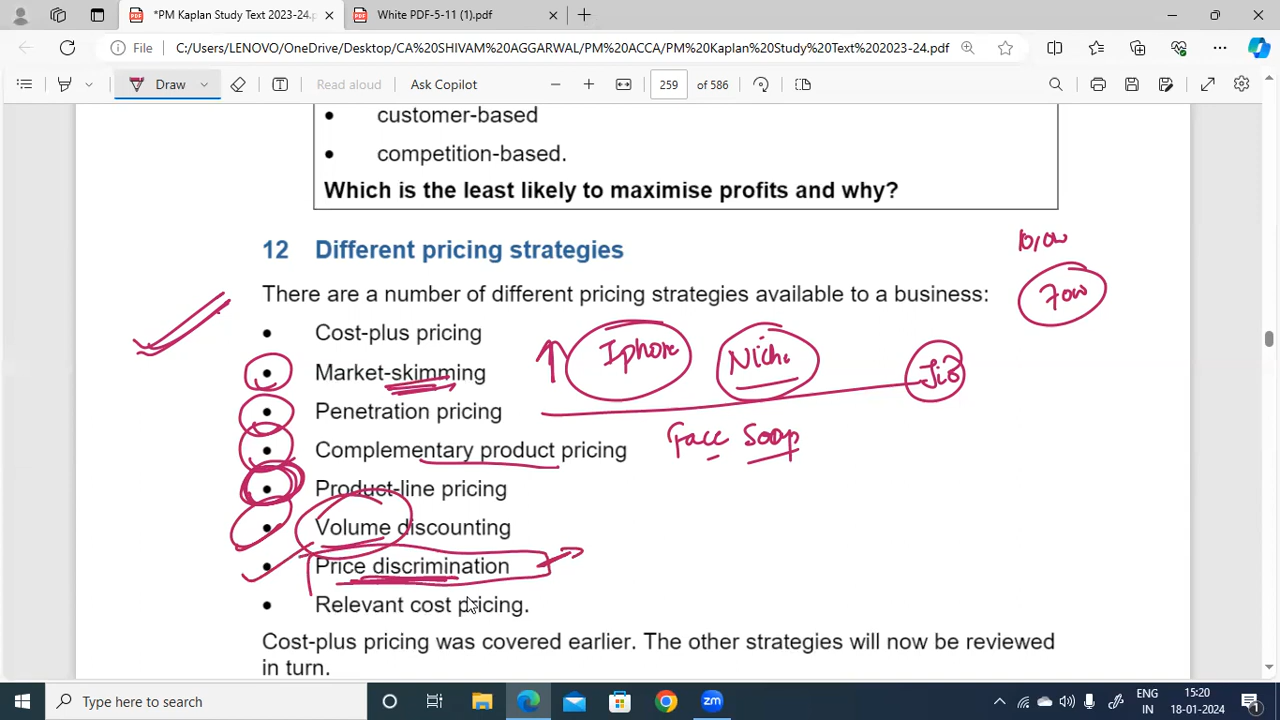 *PM Kaplan Study Text 2023-24.p
White PDF-5-11 (1).pdf
File
C:/Users/LENOVO/OneDrive/Desktop/CA%20SHIVAM%20AGGARWAL/PM%20ACCA/PM%20Kaplan%20Study%20Text%202023-24.pdf
Draw
Read aloud
Ask Copilot
259 of 586
• customer-based
• competition-based.
Which is the least likely to maximise profits and why?
12 Different pricing strategies
There are a number of different pricing strategies available to a business:
700
• Cost-plus pricing
Iphone
Niche
Jio
• Market-skimming
• Penetration pricing
Face Soap
• Complementary product pricing
• Product-line pricing
• Volume discounting
• Price discrimination
• Relevant cost pricing.
Cost-plus pricing was covered earlier. The other strategies will now be reviewed
in turn.
Type here to search
ENG
IN
15:20
18-01-2024